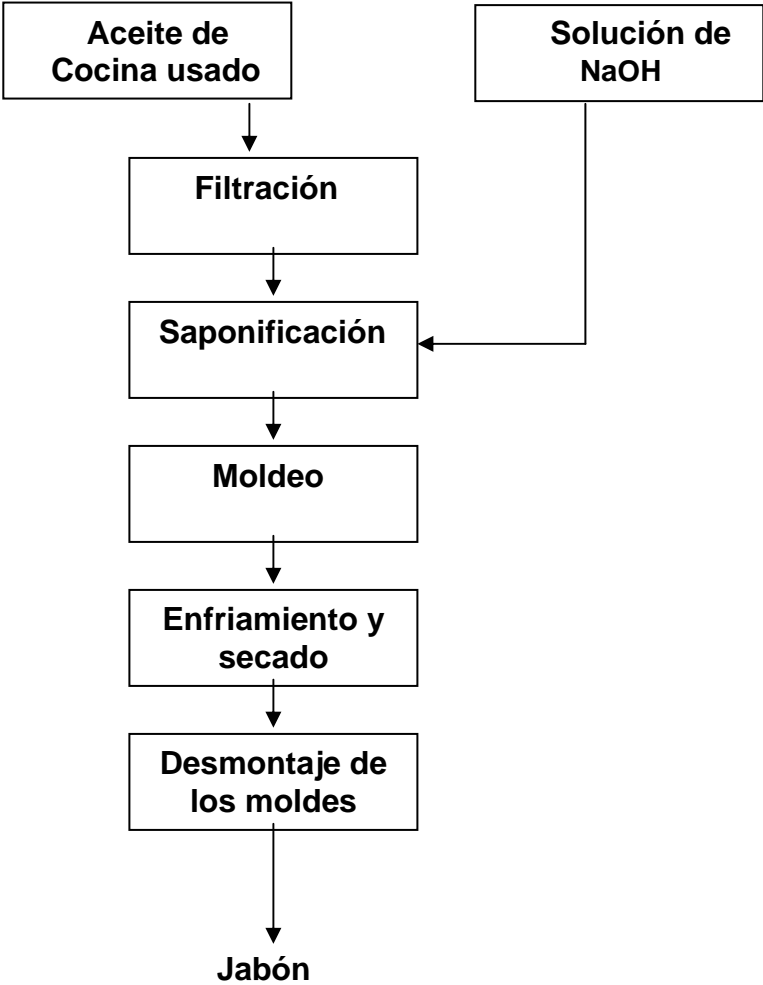 Aceite de
Cocina usado
Solución de
NaOH
Filtración
Saponificación
Moldeo
Enfriamiento y
secado
Desmontaje de
los moldes
Jabón